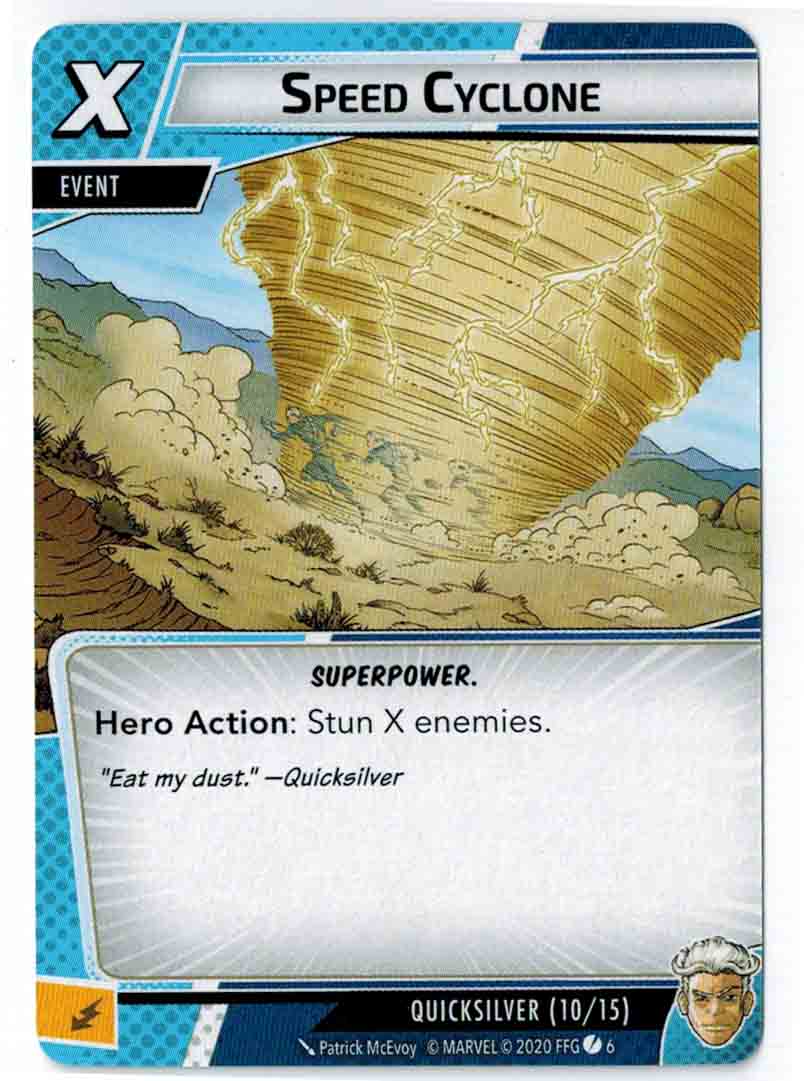 X
SPEED CYCLONE
EVENT
SUPERPOWER.
Hero Action: Stun X enemies.
"Eat my dust." —Quicksilver
QUICKSILVER (10/15)
Patrick McEvoy © MARVEL © 2020 FFG 6